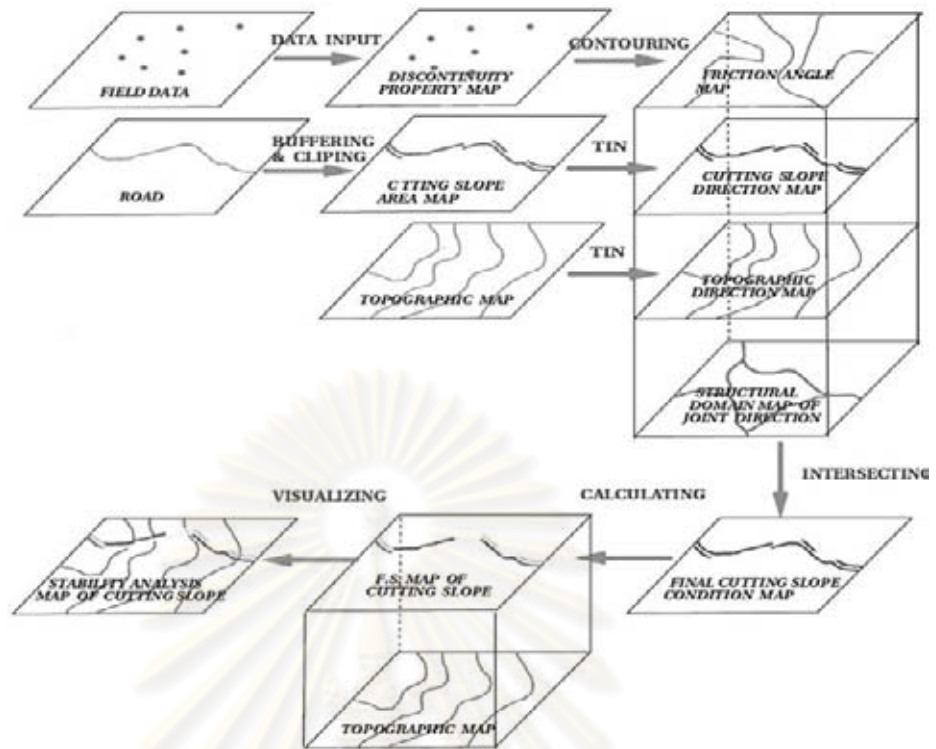 DATA INPUT
CONTOURING
FIELD DATA
DISCONTINUITY
PROPERTY MAP
FRICTION ANGLE
MAP
BUFFERING
& CLIPING
TIN
ROAD
C TTING SLOPE
AREA MAP
CUTTING SLOPE
DIRECTION MAP
TIN
TOPOGRAPHIC MAP
TOPOGRAPHIC
DIRECTION MAP
STRUCTURAL
DOMAIN MAP OF
JOINT DIRECTION
INTERSECTING
VISUALIZING
CALCULATING
STABILITY ANALYSIS
MAP OF CUTTING SLOPE
F.S. MAP OF
CUTTING SLOPE
FINAL CUTTING SLOPE
CONDITION MAP
TOPOGRAPHIC MAP